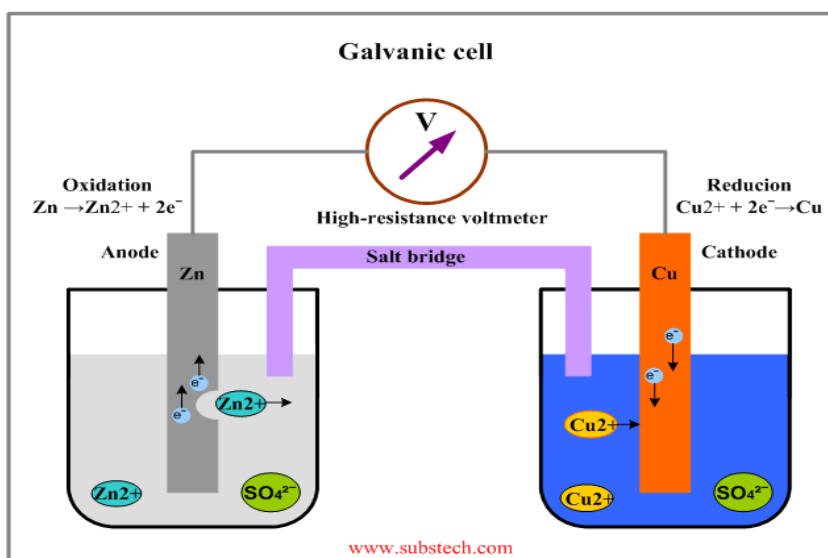 Galvanic cell
V
Oxidation
Zn →Zn2+ + 2e⁻
Reducion
Cu2+ + 2e⁻→Cu
High-resistance voltmeter
Anode
Zn
Salt bridge
Cu
Cathode
e⁻
e⁻
e⁻
e⁻
Zn2+
Cu2+
Zn2+
SO₄²⁻
Cu2+
SO₄²⁻
www.substech.com